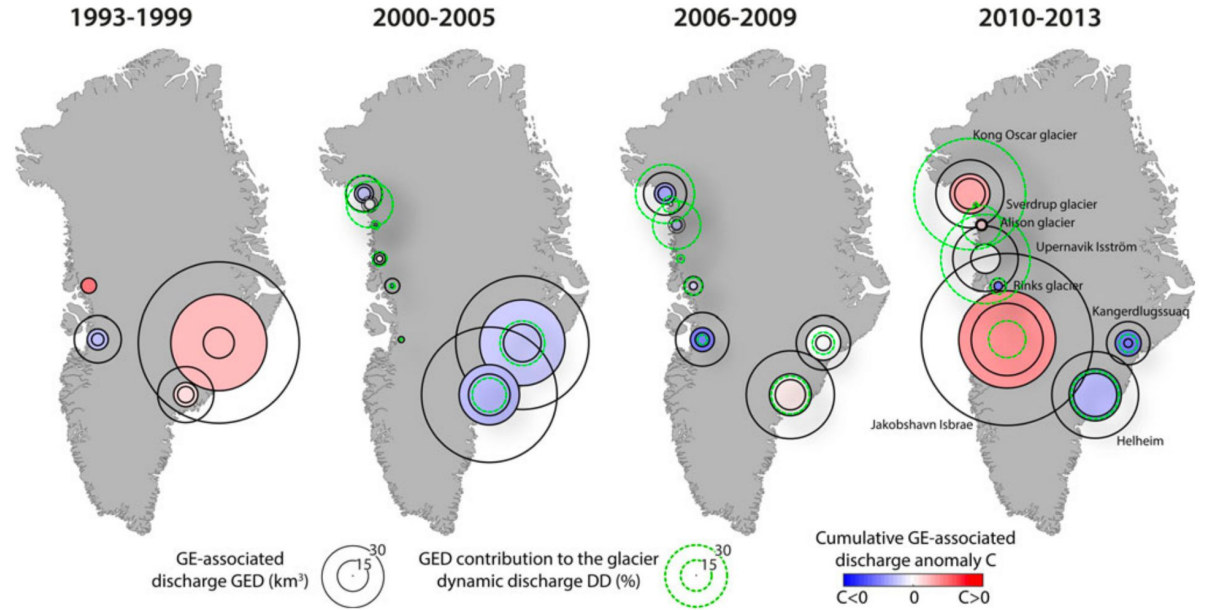 1993-1999
2000-2005
2006-2009
2010-2013
Kong Oscar glacier
Sverdrup glacier
Alison glacier
Upernavik Isström
Rinks glacier
Kangerdlugssuaq
Jakobshavn Isbrae
Helheim
GE-associated
discharge GED (km³)
30
15
GED contribution to the glacier
dynamic discharge DD (%)
30
15
Cumulative GE-associated
discharge anomaly C
C<0
0
C>0